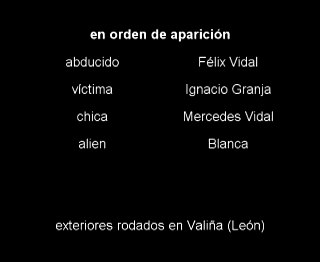 en orden de aparición
abducido Félix Vidal
víctima Ignacio Granja
chica Mercedes Vidal
alien Blanca
exteriores rodados en Valiña (León)